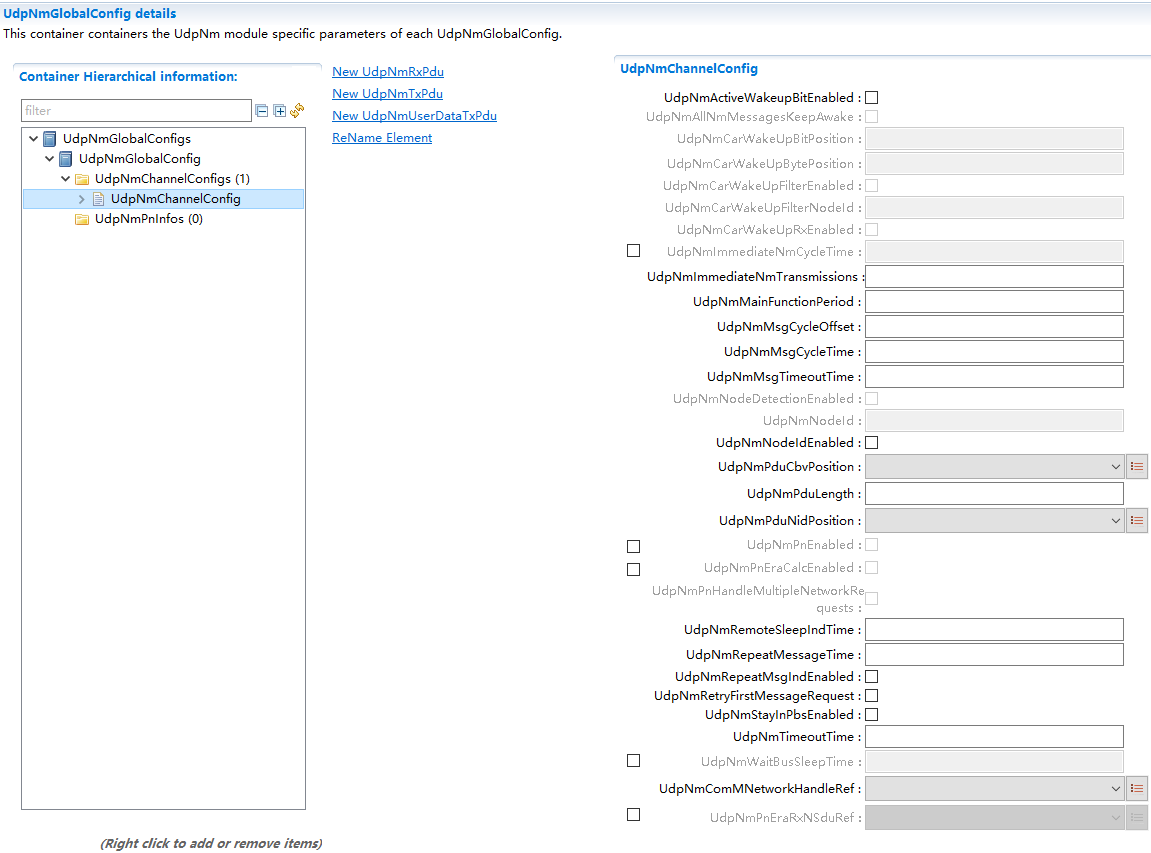 UdpNmGlobalConfig details
This container containers the UdpNm module specific parameters of each UdpNmGlobalConfig.
Container Hierarchical information:
filter
UdpNmGlobalConfigs
UdpNmGlobalConfig
UdpNmChannelConfigs (1)
UdpNmChannelConfig
UdpNmPnInfos (0)
(Right click to add or remove items)
New UdpNmRxPdu
New UdpNmTxPdu
New UdpNmUserDataTxPdu
ReName Element
UdpNmChannelConfig
UdpNmActiveWakeupBitEnabled :
UdpNmAllNmMessagesKeepAwake :
UdpNmCarWakeUpBitPosition :
UdpNmCarWakeUpBytePosition :
UdpNmCarWakeUpFilterEnabled :
UdpNmCarWakeUpFilterNodeId :
UdpNmCarWakeUpRxEnabled :
UdpNmImmediateNmCycleTime :
UdpNmImmediateNmTransmissions :
UdpNmMainFunctionPeriod :
UdpNmMsgCycleOffset :
UdpNmMsgCycleTime :
UdpNmMsgTimeoutTime :
UdpNmNodeDetectionEnabled :
UdpNmNodeId :
UdpNmNodeIdEnabled :
UdpNmPduCbvPosition :
UdpNmPduLength :
UdpNmPduNidPosition :
UdpNmPnEnabled :
UdpNmPnEraCalcEnabled :
UdpNmPnHandleMultipleNetworkRe
quests :
UdpNmRemoteSleepIndTime :
UdpNmRepeatMessageTime :
UdpNmRepeatMsgIndEnabled :
UdpNmRetryFirstMessageRequest :
UdpNmStayInPbsEnabled :
UdpNmTimeoutTime :
UdpNmWaitBusSleepTime :
UdpNmComMNetworkHandleRef :
UdpNmPnEraRxNSduRef :